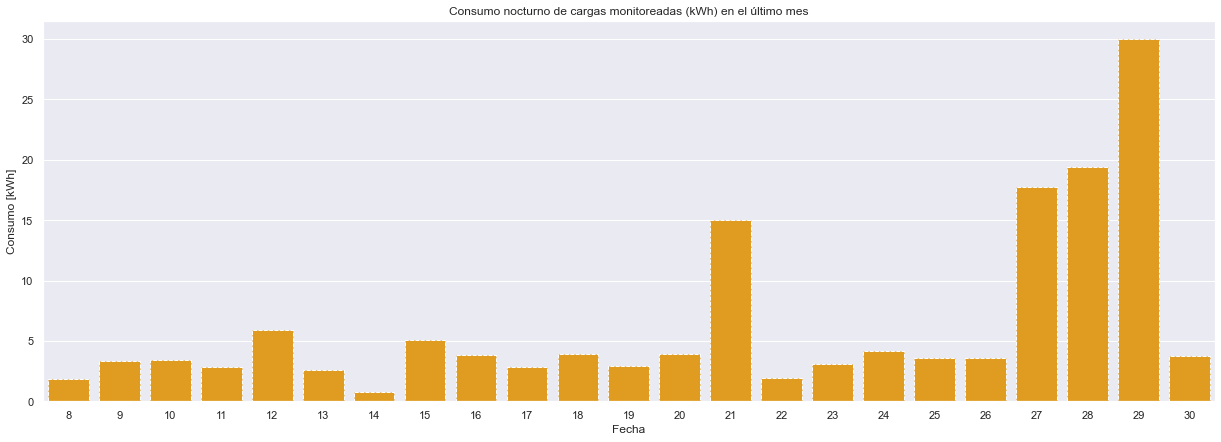 Consumo nocturno de cargas monitoreadas (kWh) en el último mes
Consumo [kWh]
30
25
20
15
10
5
0
8 9 10 11 12 13 14 15 16 17 18 19 20 21 22 23 24 25 26 27 28 29 30
Fecha